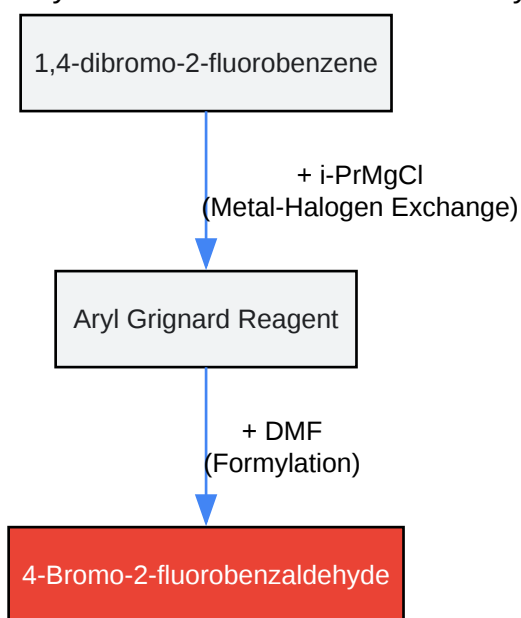 1,4-dibromo-2-fluorobenzene
+ i-PrMgCl
(Metal-Halogen Exchange)
Aryl Grignard Reagent
+ DMF
(Formylation)
4-Bromo-2-fluorobenzaldehyde